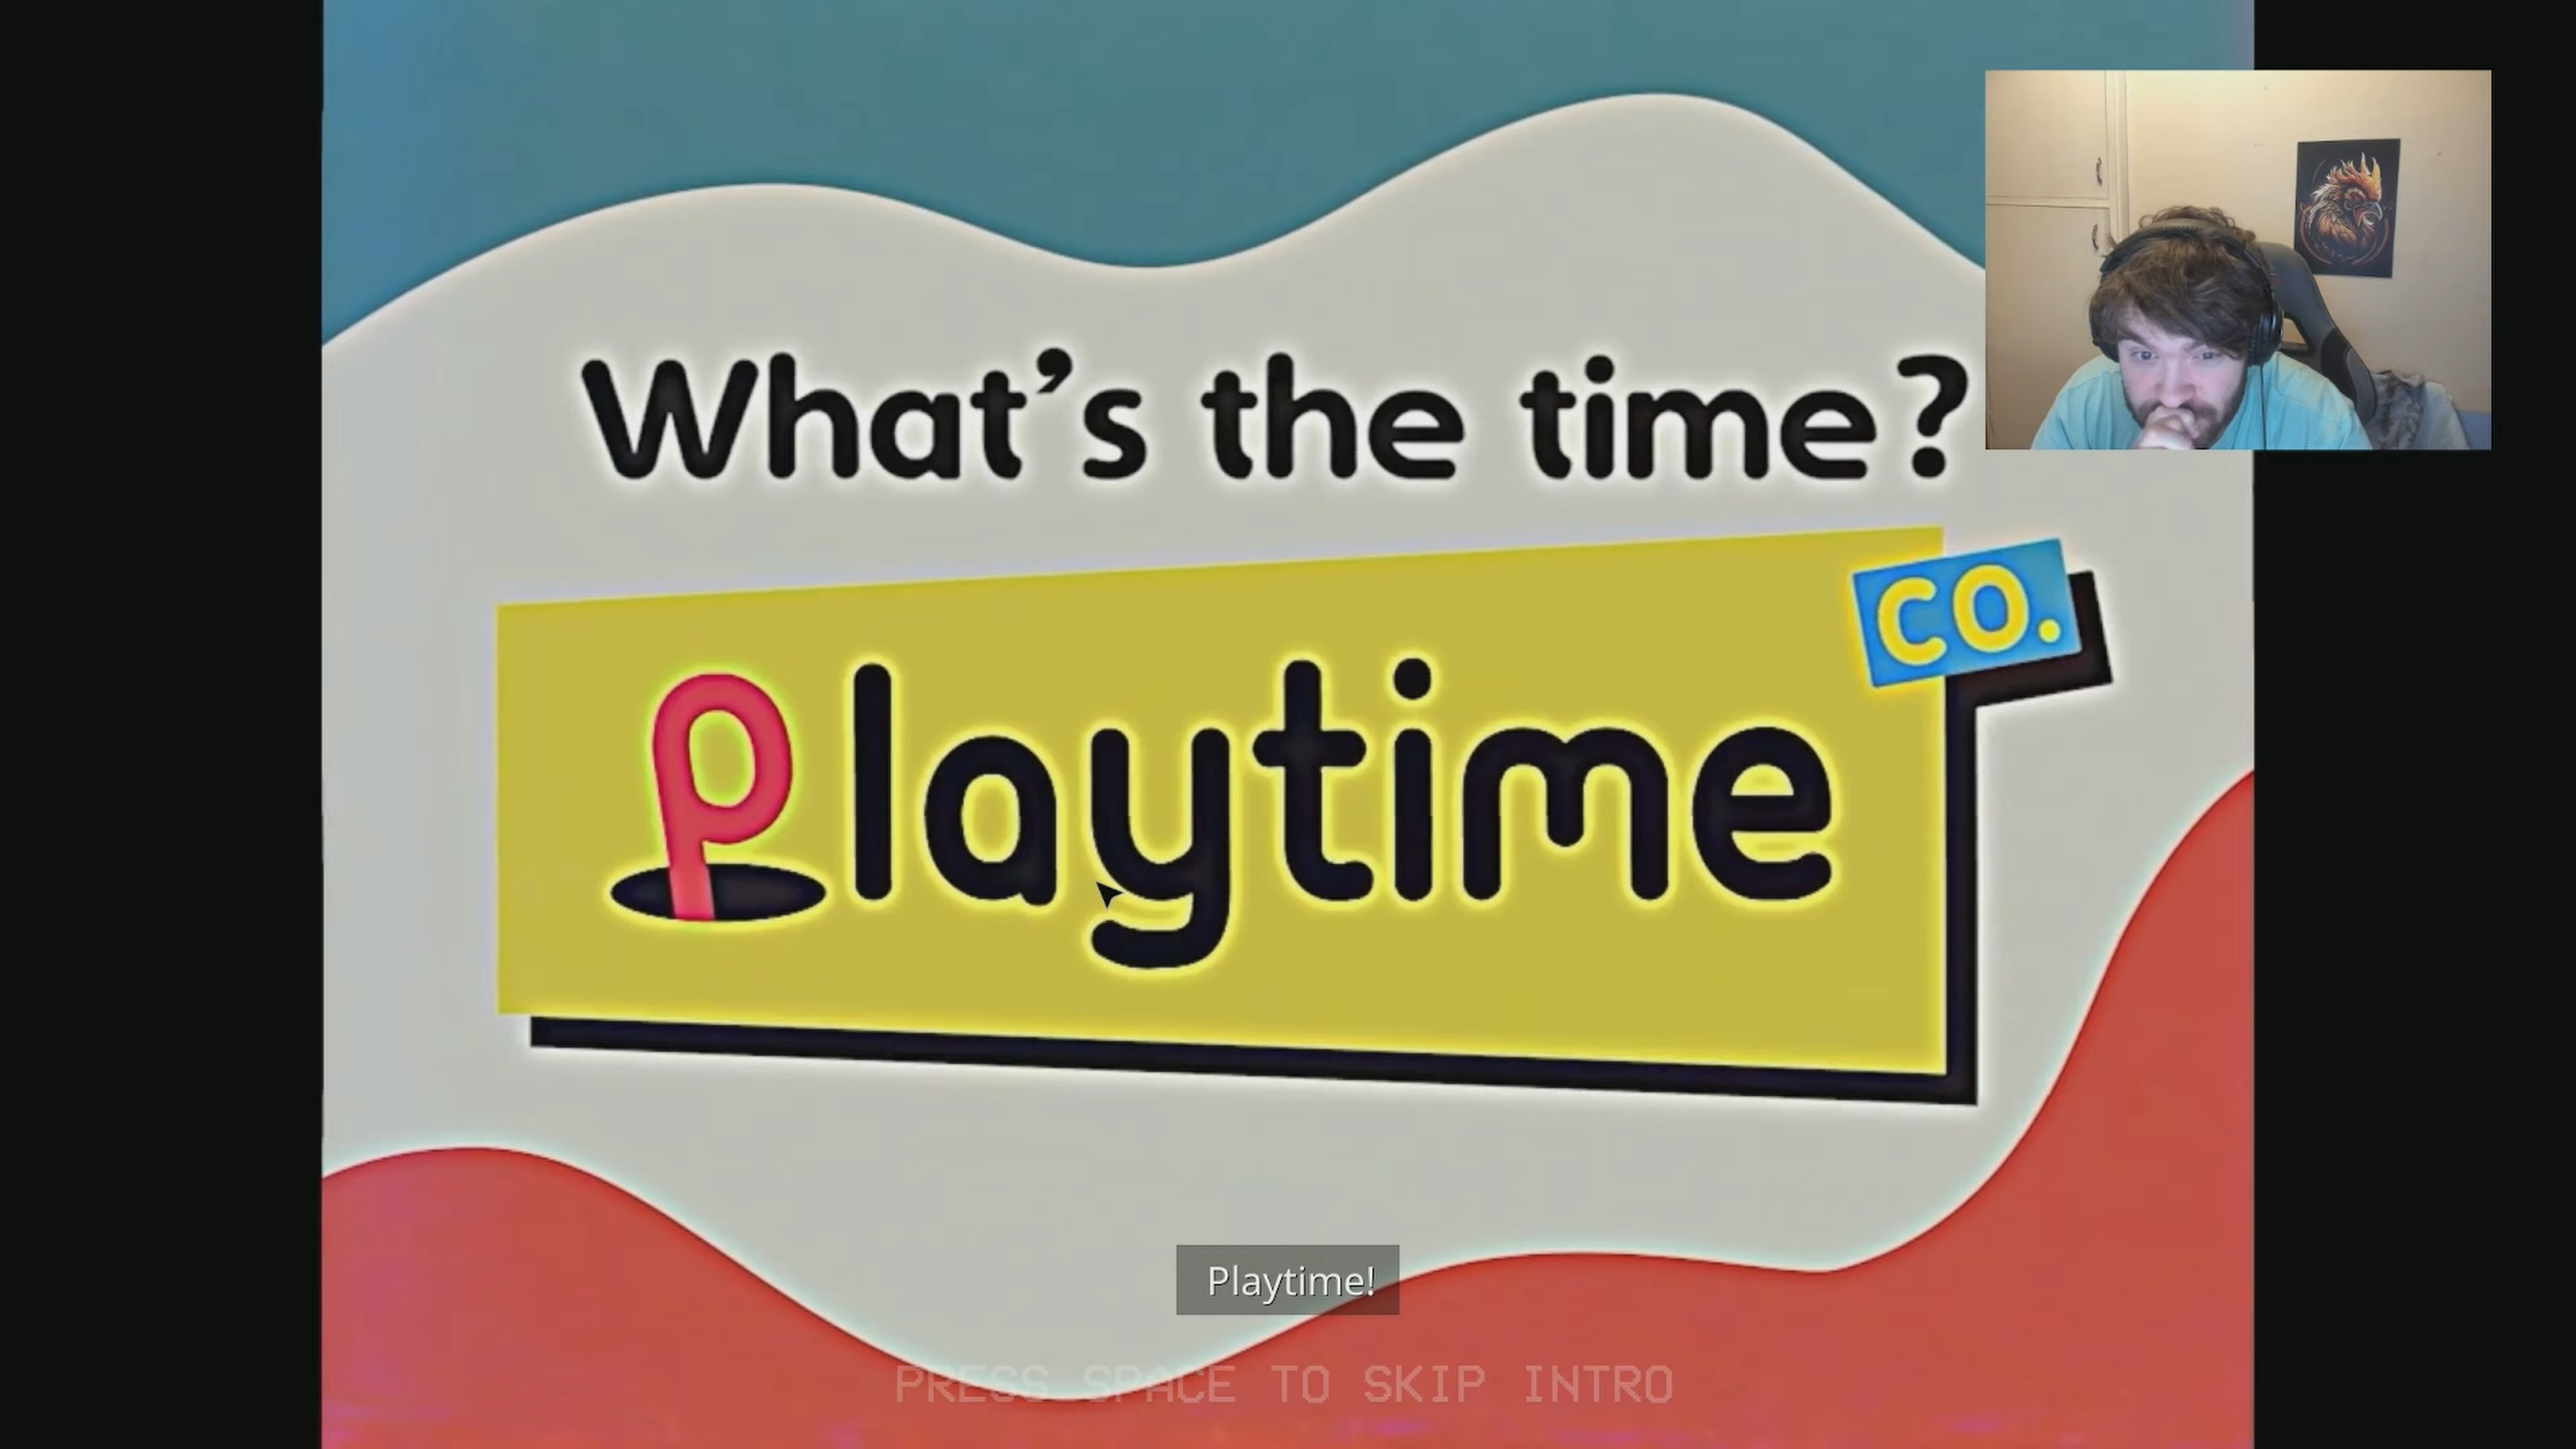 What's the time?
Playtime
CO.
Playtime!
PRESS SPACE TO SKIP INTRO